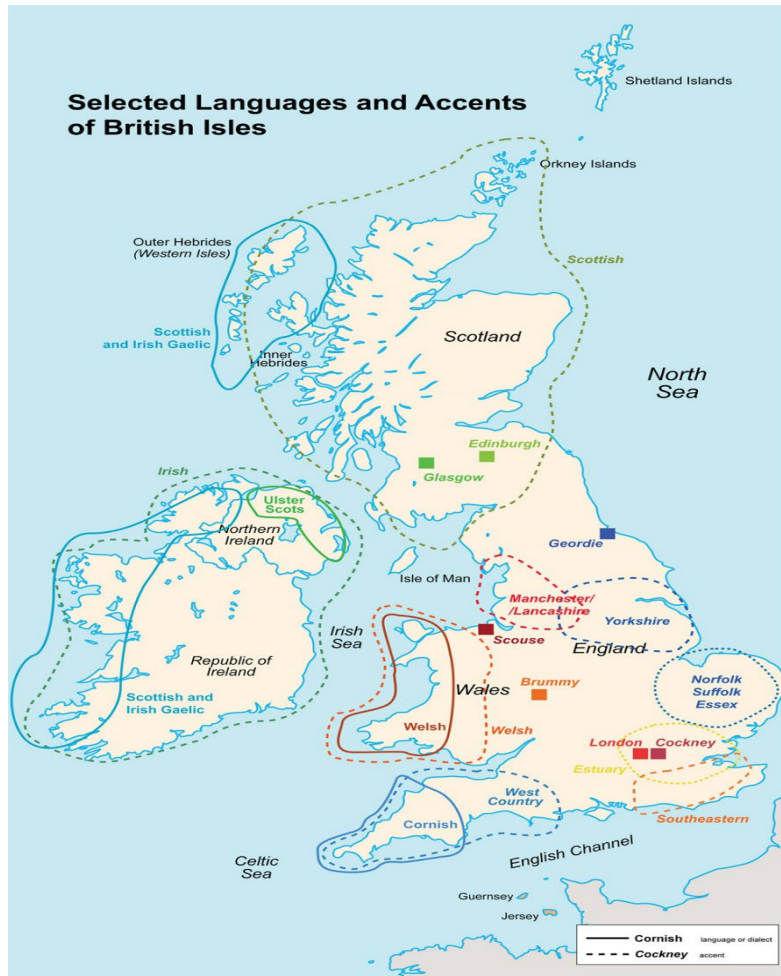 Selected Languages and Accents
of British Isles
Shetland Islands
Orkney Islands
Outer Hebrides
(Western Isles)
Scottish
Scottish
and Irish Gaelic
Inner
Hebrides
Scotland
North
Sea
Edinburgh
Glasgow
Irish
Ulster
Scots
Northern
Ireland
Geordie
Isle of Man
Manchester/
/Lancashire
Yorkshire
Irish
Sea
Scouse
England
Republic of
Ireland
Norfolk
Suffolk
Essex
Wales
Brummy
Scottish and
Irish Gaelic
Welsh
Welsh
London
Cockney
Estuary
West
Country
Cornish
Southeastern
Celtic
Sea
English Channel
Guernsey
Jersey
Cornish language or dialect
Cockney accent